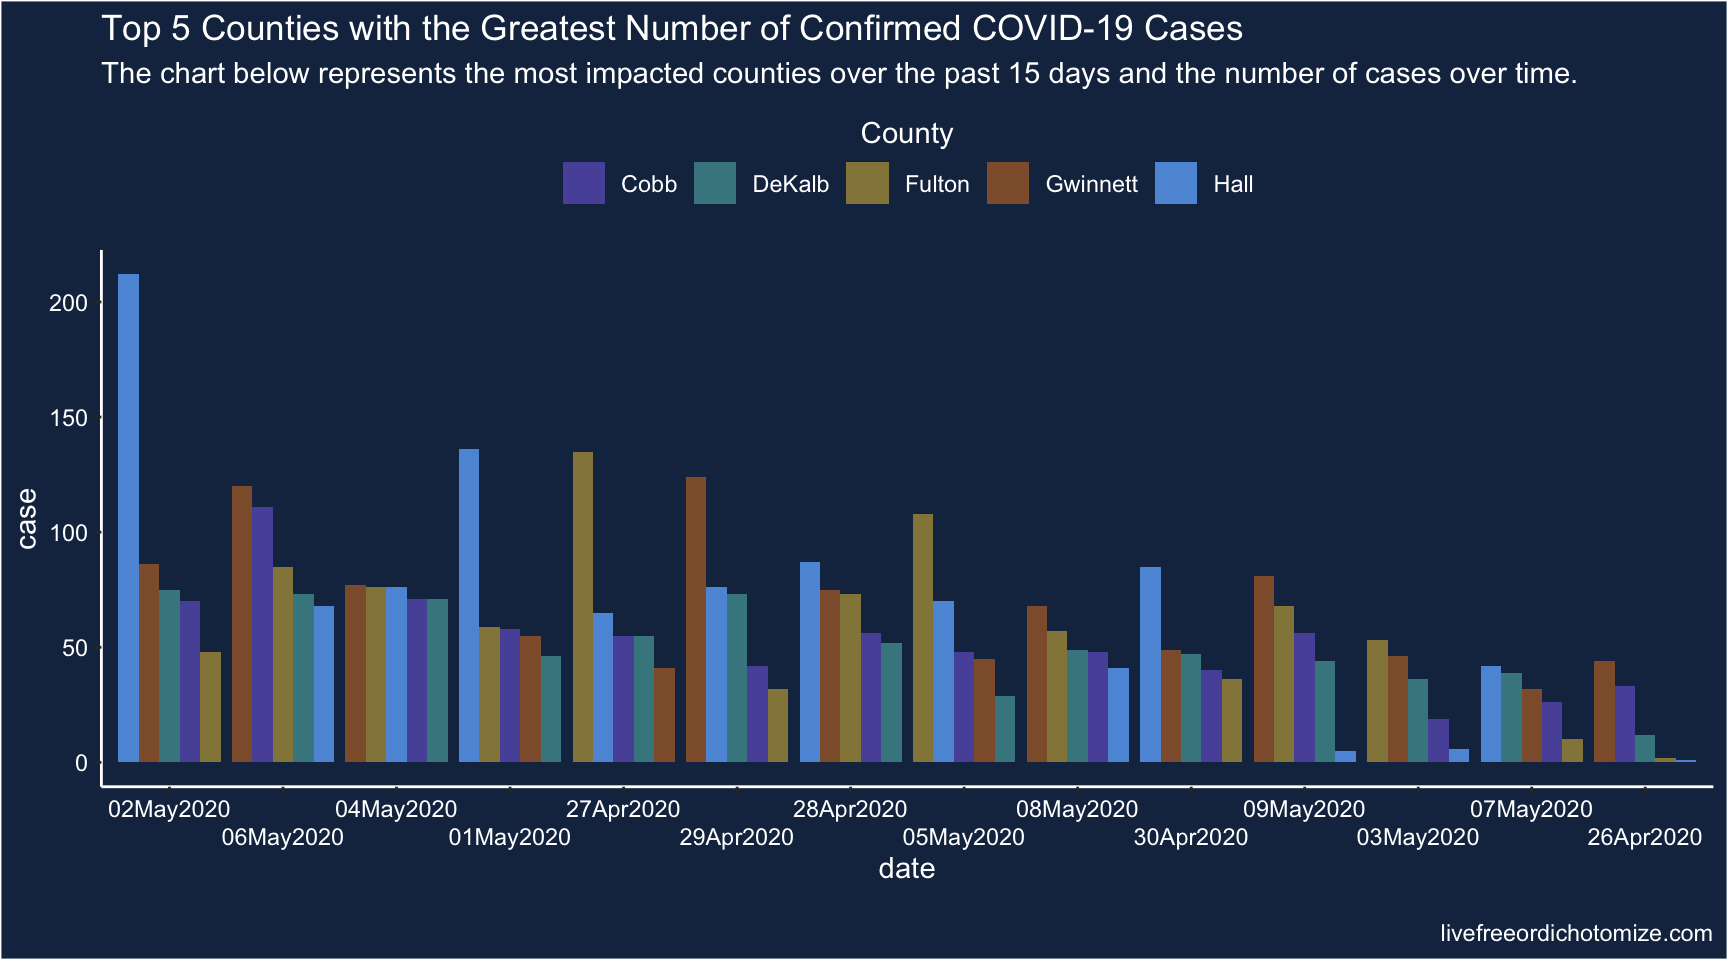 Top 5 Counties with the Greatest Number of Confirmed COVID-19 Cases
The chart below represents the most impacted counties over the past 15 days and the number of cases over time.
County
Cobb DeKalb Fulton Gwinnett Hall
200
150
100
50
0
case
02May2020 04May2020 27Apr2020 28Apr2020 08May2020 09May2020 07May2020
06May2020 01May2020 29Apr2020 05May2020 30Apr2020 03May2020 26Apr2020
date
livefreeordichotomize.com